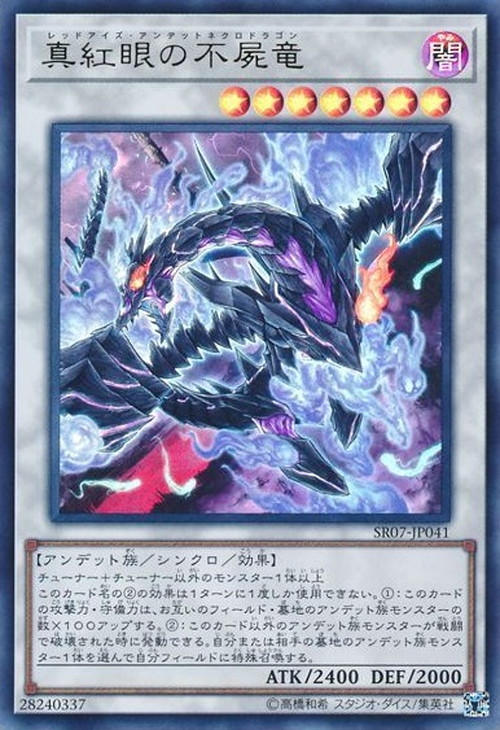 レッドアイズ・アンデットネクロドラゴン
真紅眼の不屍竜
やみ
闇
SR07-JP041
【アンデット族／シンクロ／効果】
チューナー＋チューナー以外のモンスター1体以上
このカード名の②の効果は1ターンに1度しか使用できない。①：このカード
の攻撃力・守備力は、お互いのフィールド・墓地のアンデット族モンスターの
数×100アップする。②：このカード以外のアンデット族モンスターが戦闘
で破壊された時に発動できる。自分または相手の墓地のアンデット族モンス
ター1体を選んで自分フィールドに特殊召喚する。
ATK/2400 DEF/2000
28240337
©高橋和希 スタジオ・ダイス/集英社